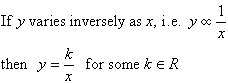 If y varies inversely as x, i.e. y ∝ 1/x
then y = k/x for some k ∈ R